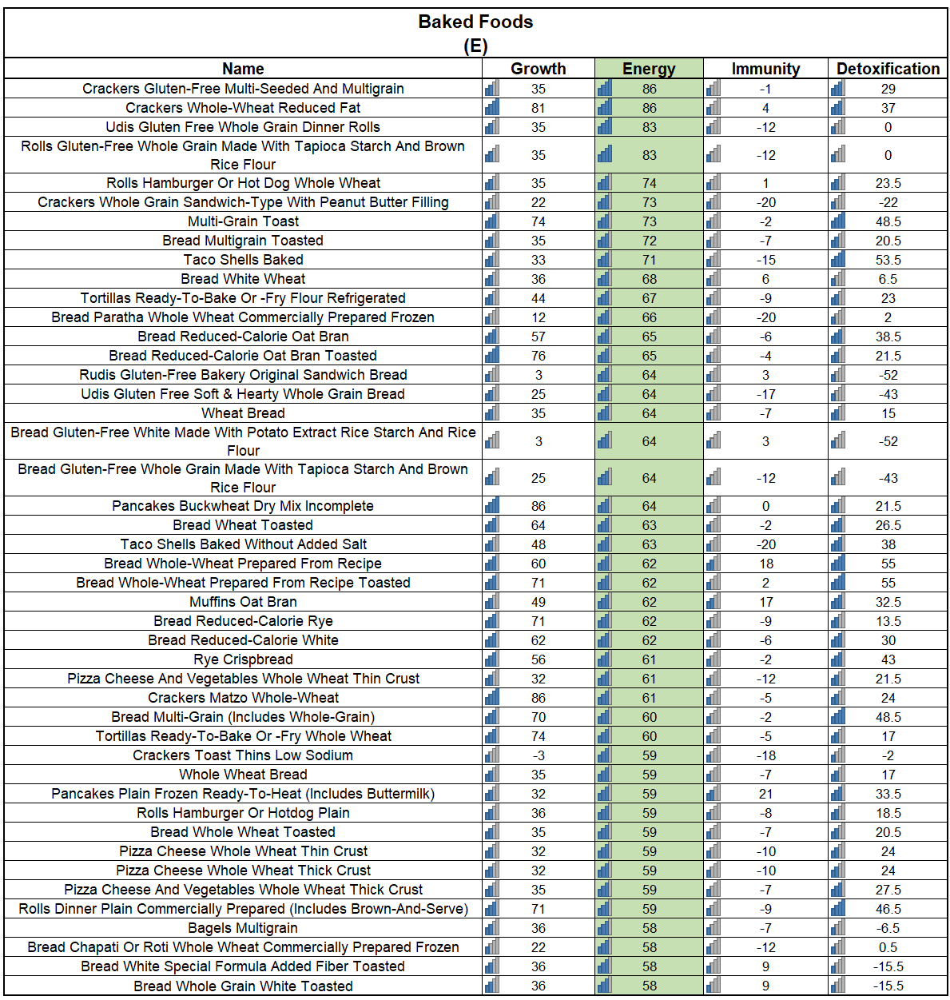 Baked Foods
(E)
Name Growth Energy Immunity Detoxification
Crackers Gluten-Free Multi-Seeded And Multigrain 35 86 -1 29
Crackers Whole-Wheat Reduced Fat 81 86 4 37
Udis Gluten Free Whole Grain Dinner Rolls 35 83 -12 0
Rolls Gluten-Free Whole Grain Made With Tapioca Starch And Brown
Rice Flour 35 83 -12 0
Rolls Hamburger Or Hot Dog Whole Wheat 35 74 1 23.5
Crackers Whole Grain Sandwich-Type With Peanut Butter Filling 22 73 -20 -22
Multi-Grain Toast 74 73 -2 48.5
Bread Multigrain Toasted 35 72 -7 20.5
Taco Shells Baked 33 71 -15 53.5
Bread White Wheat 36 68 6 6.5
Tortillas Ready-To-Bake Or -Fry Flour Refrigerated 44 67 -9 23
Bread Paratha Whole Wheat Commercially Prepared Frozen 12 66 -20 2
Bread Reduced-Calorie Oat Bran 57 65 -6 38.5
Bread Reduced-Calorie Oat Bran Toasted 76 65 -4 21.5
Rudis Gluten-Free Bakery Original Sandwich Bread 3 64 3 -52
Udis Gluten Free Soft & Hearty Whole Grain Bread 25 64 -17 -43
Wheat Bread 35 64 -7 15
Bread Gluten-Free White Made With Potato Extract Rice Starch And Rice
Flour 3 64 3 -52
Bread Gluten-Free Whole Grain Made With Tapioca Starch And Brown
Rice Flour 25 64 -12 -43
Pancakes Buckwheat Dry Mix Incomplete 86 64 0 21.5
Bread Wheat Toasted 64 63 -2 26.5
Taco Shells Baked Without Added Salt 48 63 -20 38
Bread Whole-Wheat Prepared From Recipe 60 62 18 55
Bread Whole-Wheat Prepared From Recipe Toasted 71 62 2 55
Muffins Oat Bran 49 62 17 32.5
Bread Reduced-Calorie Rye 71 62 -9 13.5
Bread Reduced-Calorie White 62 62 -6 30
Rye Crispbread 56 61 -2 43
Pizza Cheese And Vegetables Whole Wheat Thin Crust 32 61 -12 21.5
Crackers Matzo Whole-Wheat 86 61 -5 24
Bread Multi-Grain (Includes Whole-Grain) 70 60 -2 48.5
Tortillas Ready-To-Bake Or -Fry Whole Wheat 74 60 -5 17
Crackers Toast Thins Low Sodium -3 59 -18 -2
Whole Wheat Bread 35 59 -7 17
Pancakes Plain Frozen Ready-To-Heat (Includes Buttermilk) 32 59 21 33.5
Rolls Hamburger Or Hotdog Plain 36 59 -8 18.5
Bread Whole Wheat Toasted 35 59 -7 20.5
Pizza Cheese Whole Wheat Thin Crust 32 59 -10 24
Pizza Cheese Whole Wheat Thick Crust 32 59 -10 24
Pizza Cheese And Vegetables Whole Wheat Thick Crust 35 59 -7 27.5
Rolls Dinner Plain Commercially Prepared (Includes Brown-And-Serve) 71 59 -9 46.5
Bagels Multigrain 36 58 -7 -6.5
Bread Chapati Or Roti Whole Wheat Commercially Prepared Frozen 22 58 -12 0.5
Bread White Special Formula Added Fiber Toasted 36 58 9 -15.5
Bread Whole Grain White Toasted 36 58 9 -15.5